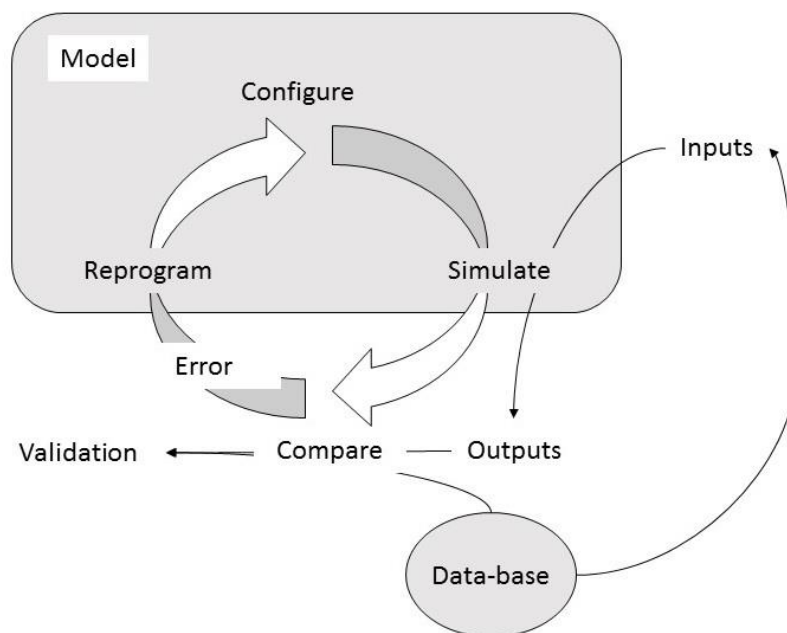 Model
Configure
Inputs
Reprogram
Simulate
Error
Validation
Compare
Outputs
Data-base